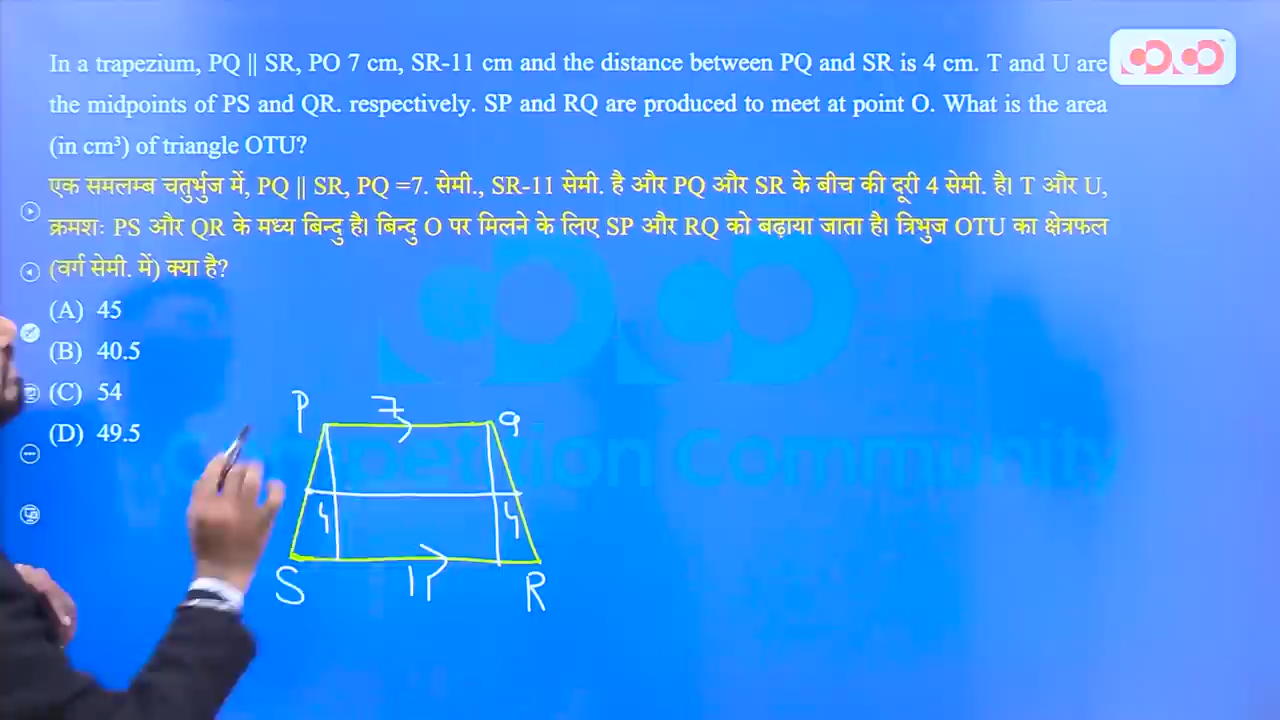 In a trapezium, PQ || SR, PO 7 cm, SR-11 cm and the distance between PQ and SR is 4 cm. T and U are
the midpoints of PS and QR. respectively. SP and RQ are produced to meet at point O. What is the area
(in cm³) of triangle OTU?
एक समलम्ब चतुर्भुज में, PQ || SR, PQ =7. सेमी., SR-11 सेमी. है और PQ और SR के बीच की दूरी 4 सेमी. है। T और U,
क्रमशः PS और QR के मध्य बिन्दु है। बिन्दु O पर मिलने के लिए SP और RQ को बढ़ाया जाता है। त्रिभुज OTU का क्षेत्रफल
(वर्ग सेमी. में) क्या है?
(A) 45
(B) 40.5
(C) 54
(D) 49.5
P 7 Q
4 4
S 11 R
Competition Community